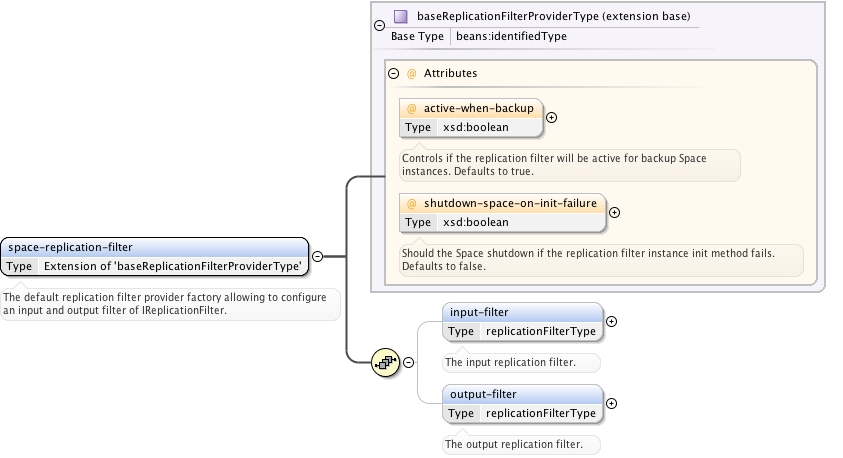 baseReplicationFilterProviderType (extension base)
Base Type beans:identifiedType
@ Attributes
@ active-when-backup
Type xsd:boolean
Controls if the replication filter will be active for backup Space
instances. Defaults to true.
@ shutdown-space-on-init-failure
Type xsd:boolean
Should the Space shutdown if the replication filter instance init method fails.
Defaults to false.
space-replication-filter
Type Extension of 'baseReplicationFilterProviderType'
The default replication filter provider factory allowing to configure
an input and output filter of IReplicationFilter.
input-filter
Type replicationFilterType
The input replication filter.
output-filter
Type replicationFilterType
The output replication filter.